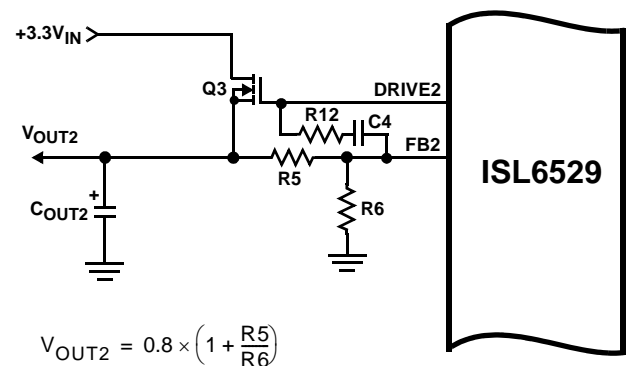 +3.3VIN
Q3
DRIVE2
R12
C4
VOUT2
FB2
ISL6529
R5
COUT2
+
R6
VOUT2 = 0.8 × (1 + R5/R6)